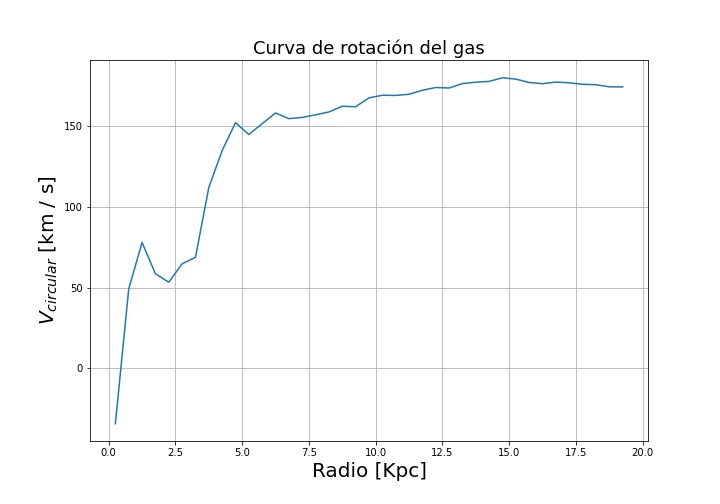 Curva de rotación del gas
V_circular [km / s]
150
100
50
0
0.0 2.5 5.0 7.5 10.0 12.5 15.0 17.5 20.0
Radio [Kpc]